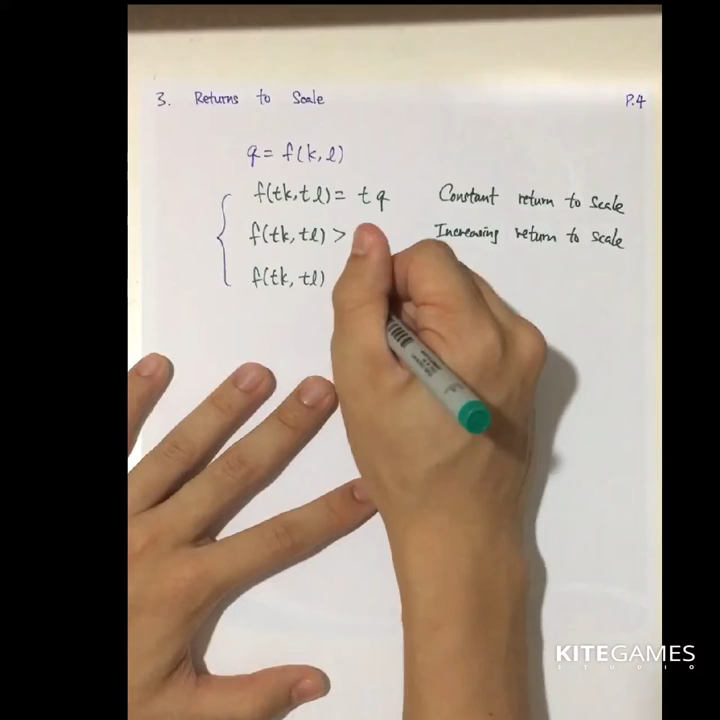 3. Returns to Scale P.4
q = f(k, l)
f(tk, tl) = t q Constant return to scale
f(tk, tl) > Increasing return to scale
f(tk, tl)
KITEGAMES
STUDIO